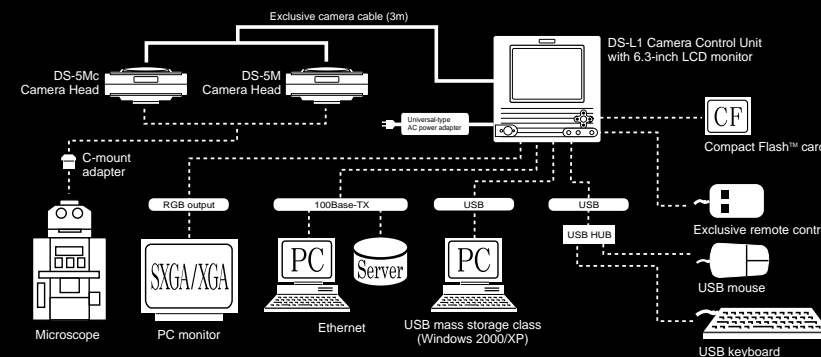 Exclusive camera cable (3m)
DS-5Mc
Camera Head
DS-5M
Camera Head
DS-L1 Camera Control Unit
with 6.3-inch LCD monitor
Universal-type
AC power adapter
CF
Compact Flash™ card
C-mount
adapter
RGB output
100Base-TX
USB
USB
USB HUB
Exclusive remote contr
SXGA/XGA
PC
Server
PC
USB mouse
Microscope
PC monitor
Ethernet
USB mass storage class
(Windows 2000/XP)
USB keyboard